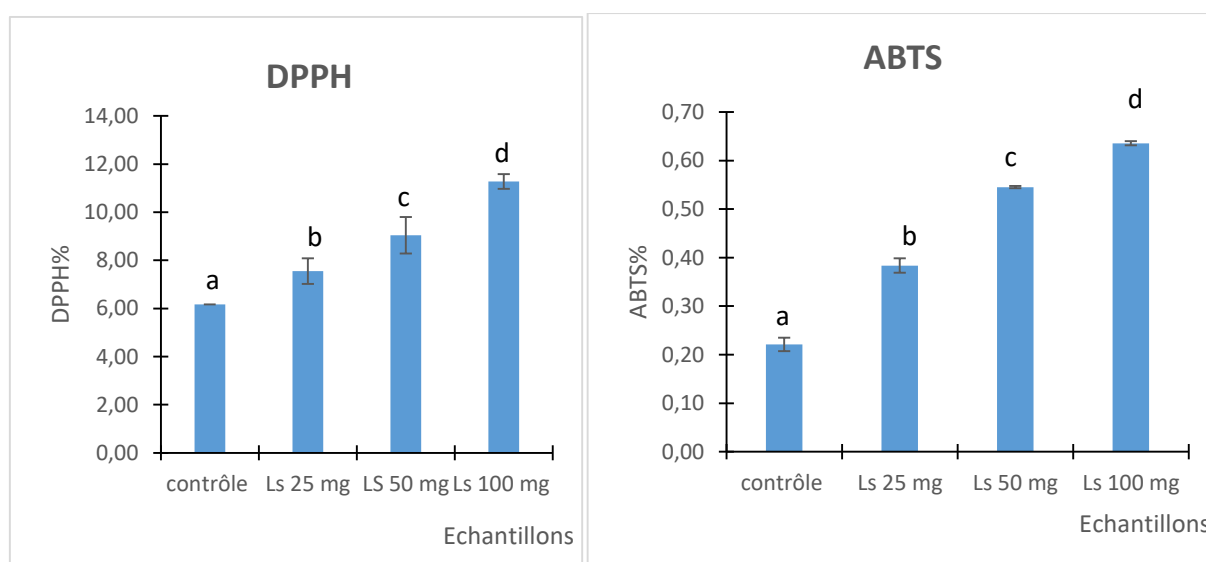 DPPH
14,00
12,00
10,00
8,00
6,00
4,00
2,00
0,00
DPPH%
a
b
c
d
contrôle Ls 25 mg LS 50 mg Ls 100 mg
Echantillons
ABTS
0,70
0,60
0,50
0,40
0,30
0,20
0,10
0,00
ABTS%
a
b
c
d
contrôle Ls 25 mg Ls 50 mg Ls 100 mg
Echantillons